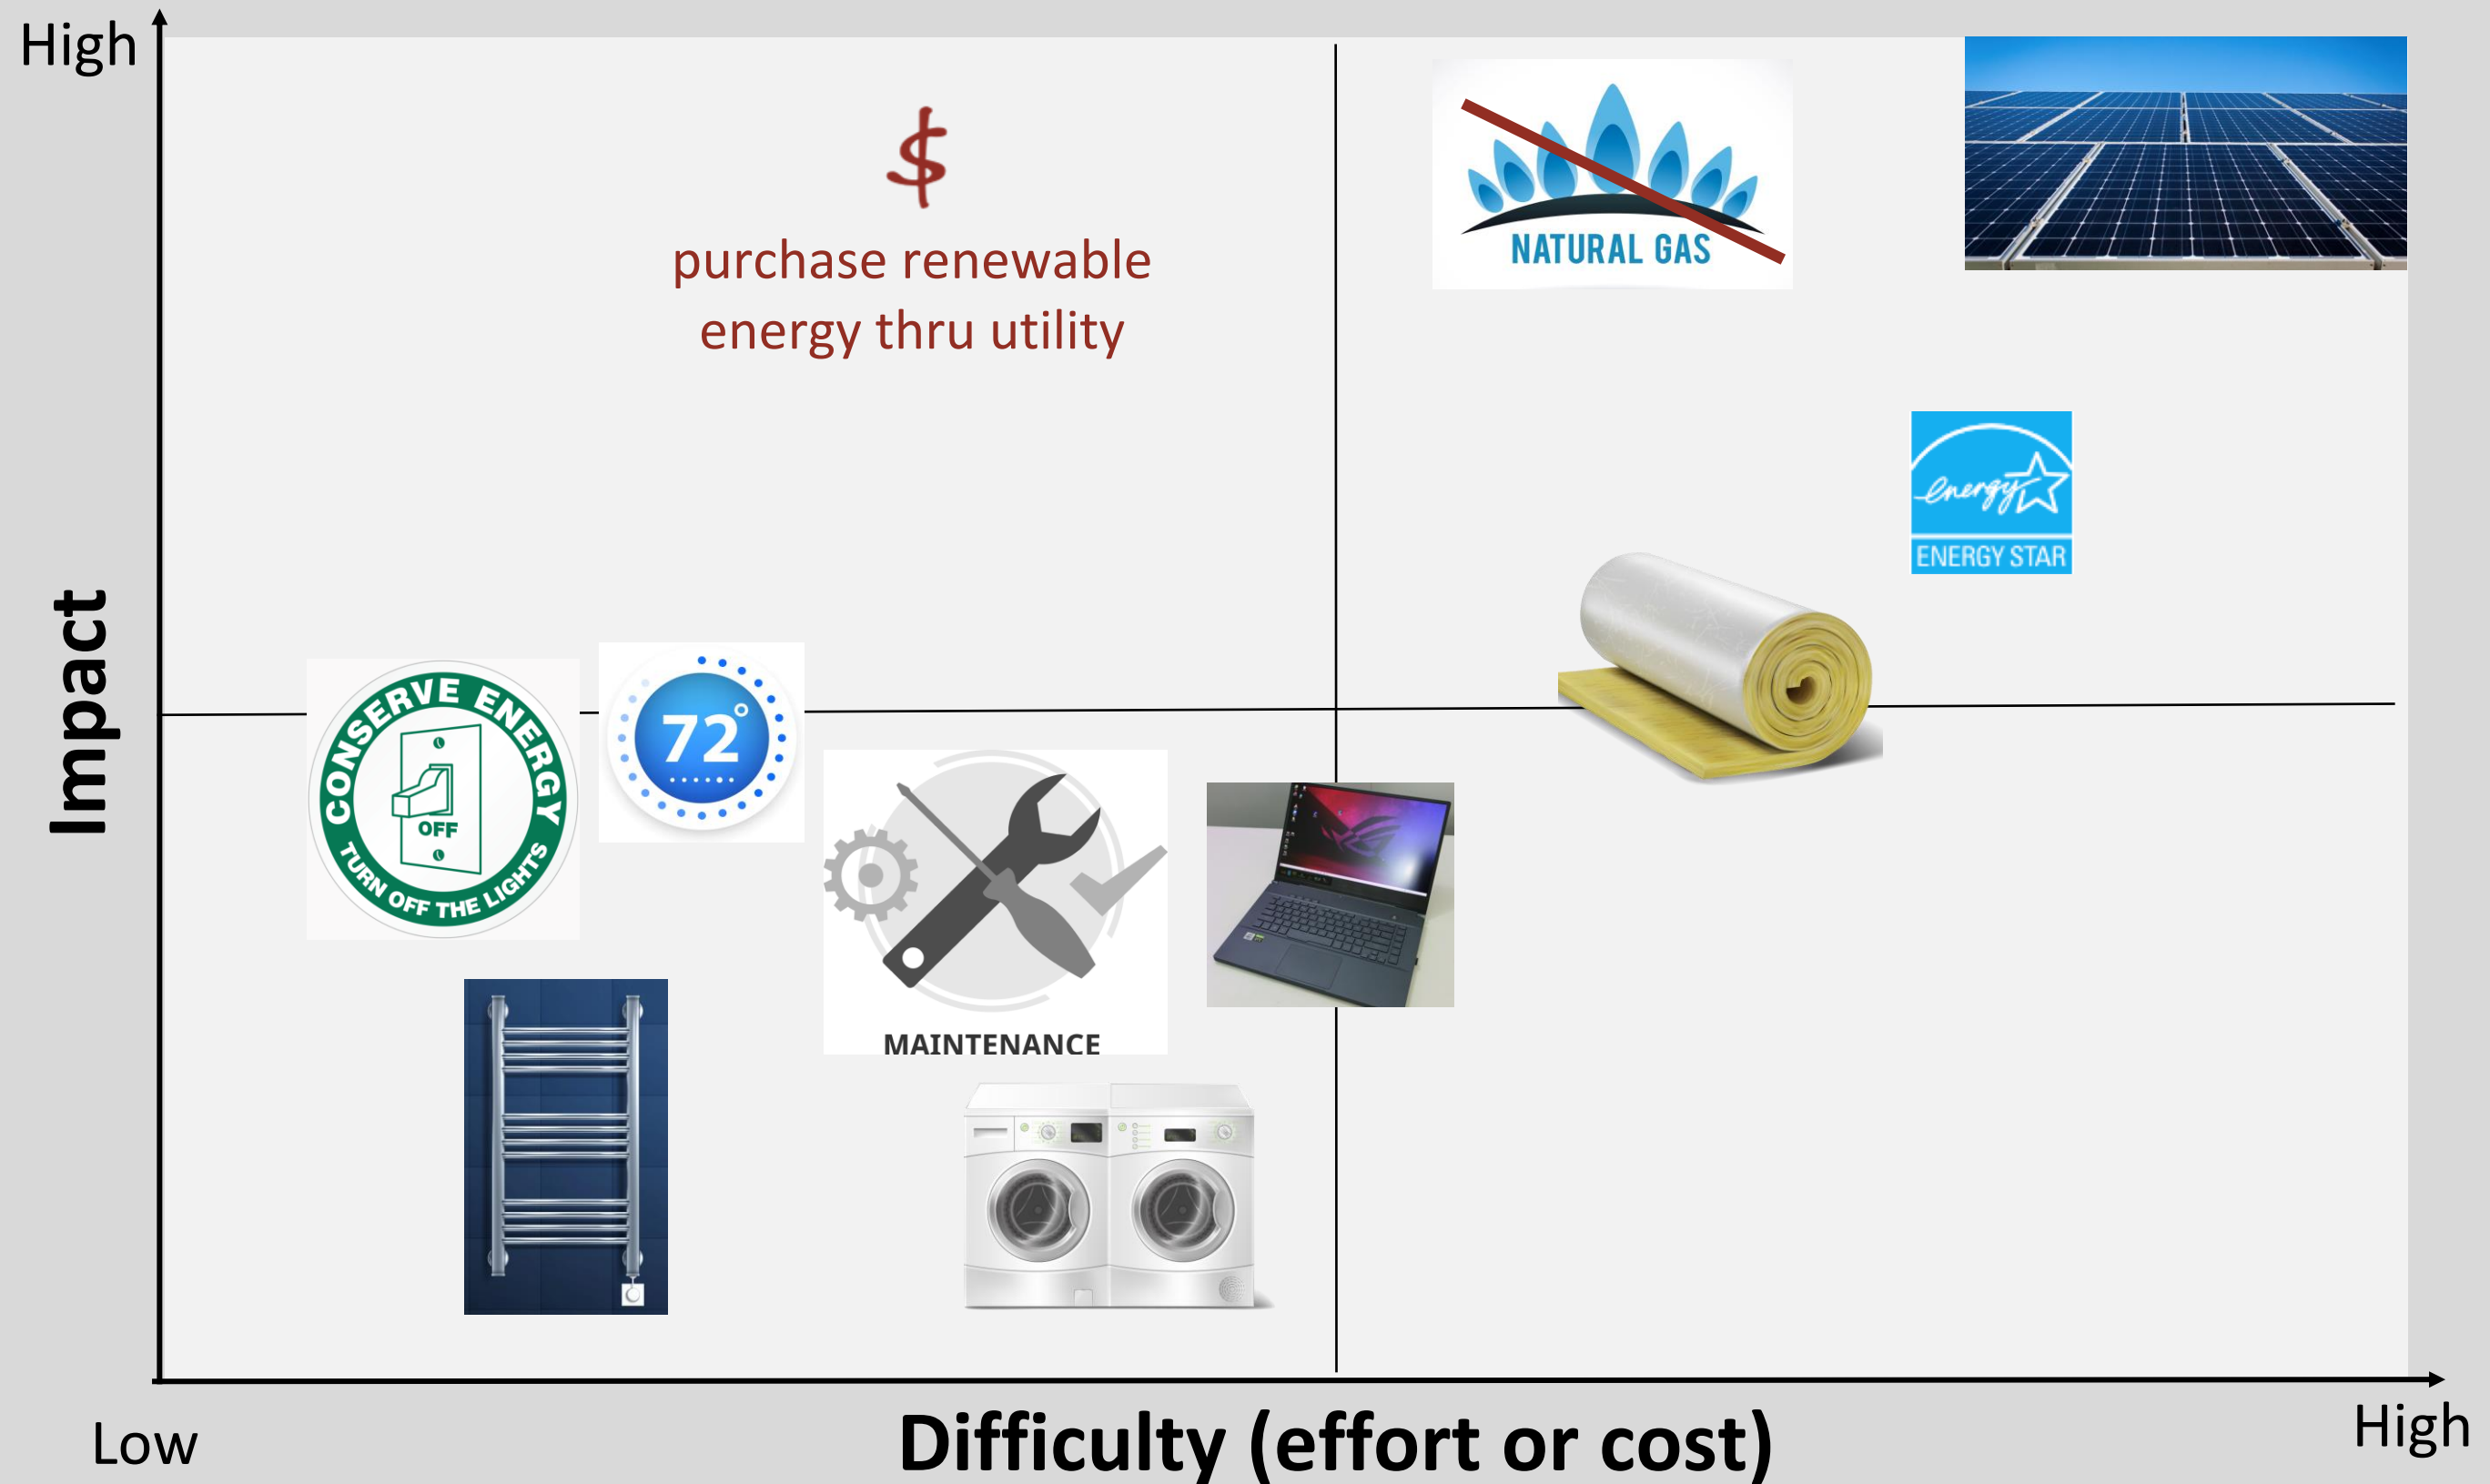 High
$
purchase renewable
energy thru utility
NATURAL GAS
energy
ENERGY STAR
Impact
CONSERVE ENERGY
OFF
TURN OFF THE LIGHTS
72°
MAINTENANCE
Low
Difficulty (effort or cost)
High